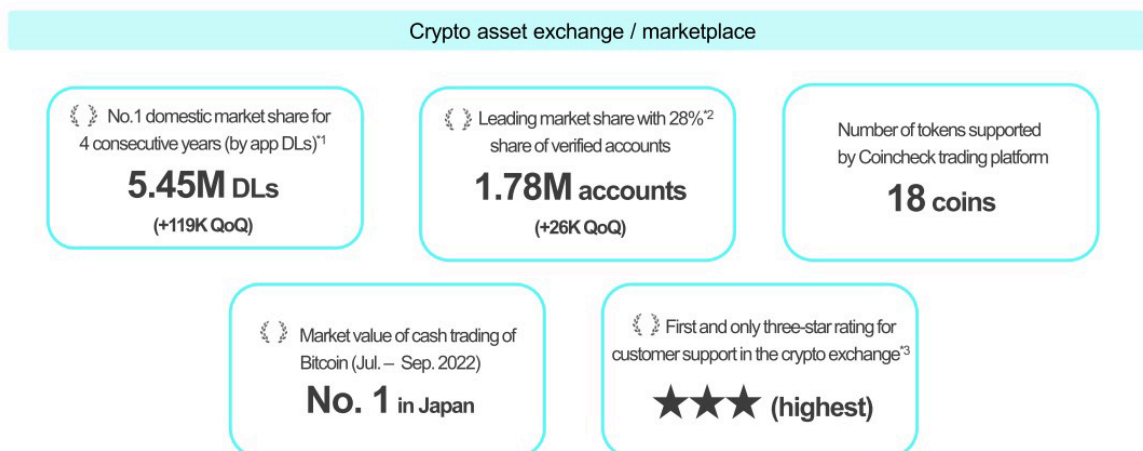 Crypto asset exchange / marketplace
No.1 domestic market share for
4 consecutive years (by app DLs)*1
5.45M DLs
(+119K QoQ)
Leading market share with 28%*2
share of verified accounts
1.78M accounts
(+26K QoQ)
Number of tokens supported
by Coincheck trading platform
18 coins
Market value of cash trading of
Bitcoin (Jul. – Sep. 2022)
No. 1 in Japan
First and only three-star rating for
customer support in the crypto exchange*3
★★★ (highest)